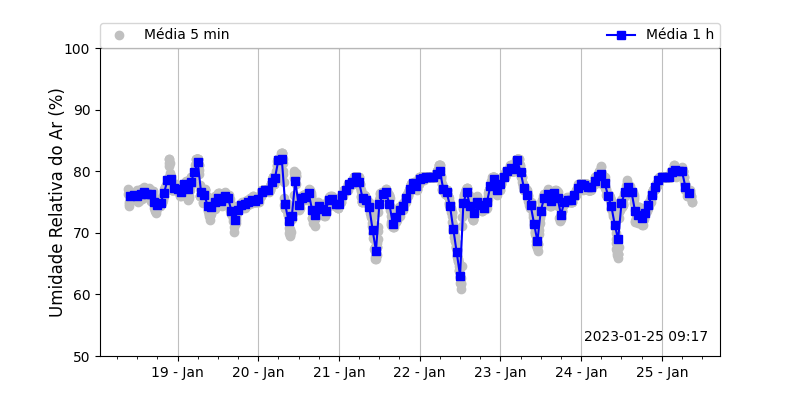 Média 5 min Média 1 h
Umidade Relativa do Ar (%)
100
90
80
70
60
50
2023-01-25 09:17
19 - Jan 20 - Jan 21 - Jan 22 - Jan 23 - Jan 24 - Jan 25 - Jan